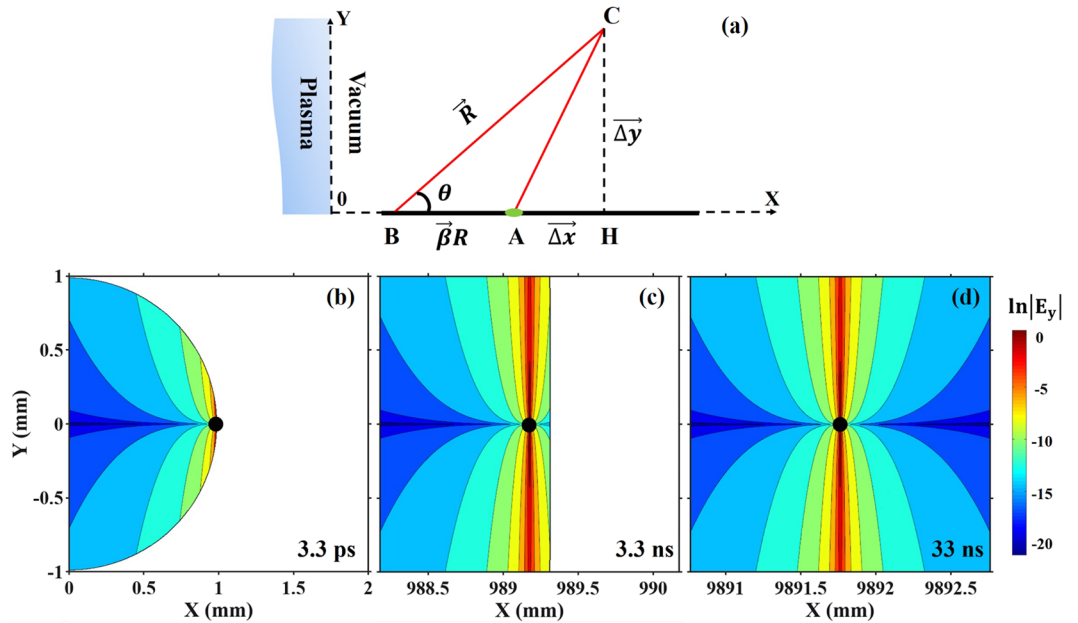 Y
C
(a)
Plasma
Vacuum
R⃗
Δy⃗
θ
0
X
B
β⃗R
A
Δx⃗
H
1
0.5
0
-0.5
-1
Y (mm)
(b)
3.3 ps
0 0.5 1 1.5 2
X (mm)
(c)
3.3 ns
988.5 989 989.5 990
X (mm)
(d)
33 ns
9891 9891.5 9892 9892.5
X (mm)
ln|E_y|
0
-5
-10
-15
-20